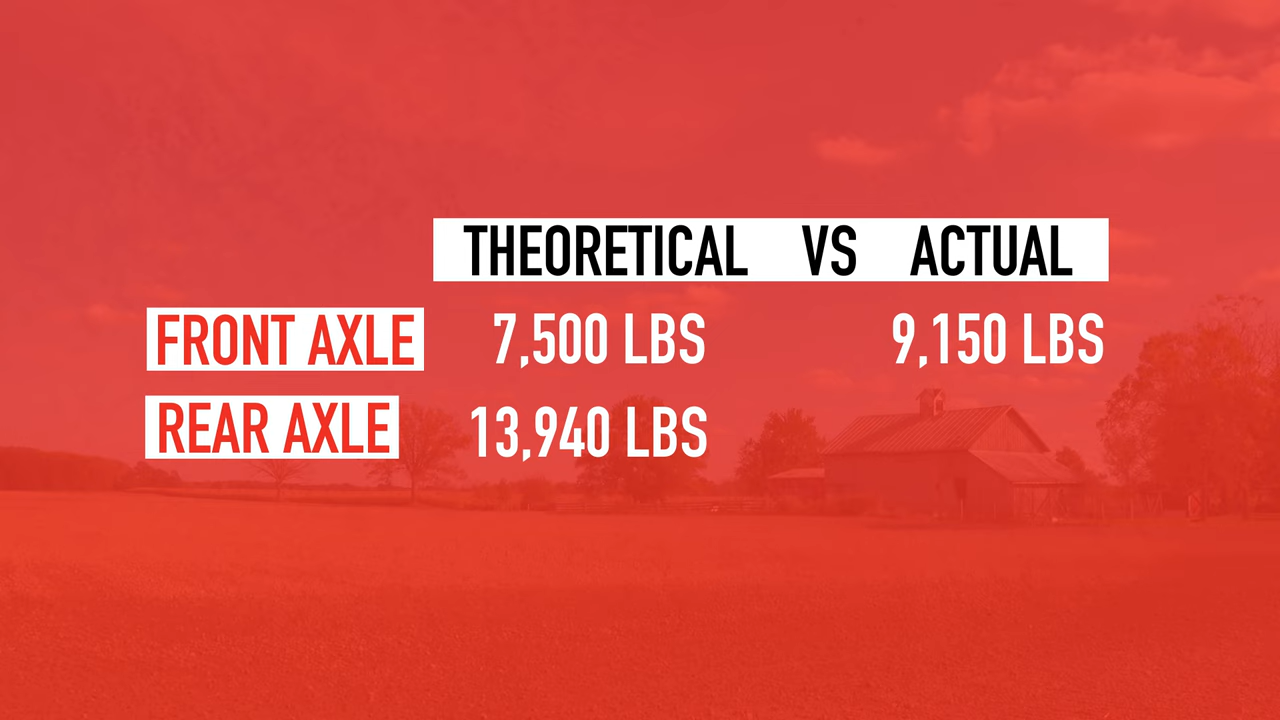 THEORETICAL VS ACTUAL
FRONT AXLE 7,500 LBS 9,150 LBS
REAR AXLE 13,940 LBS